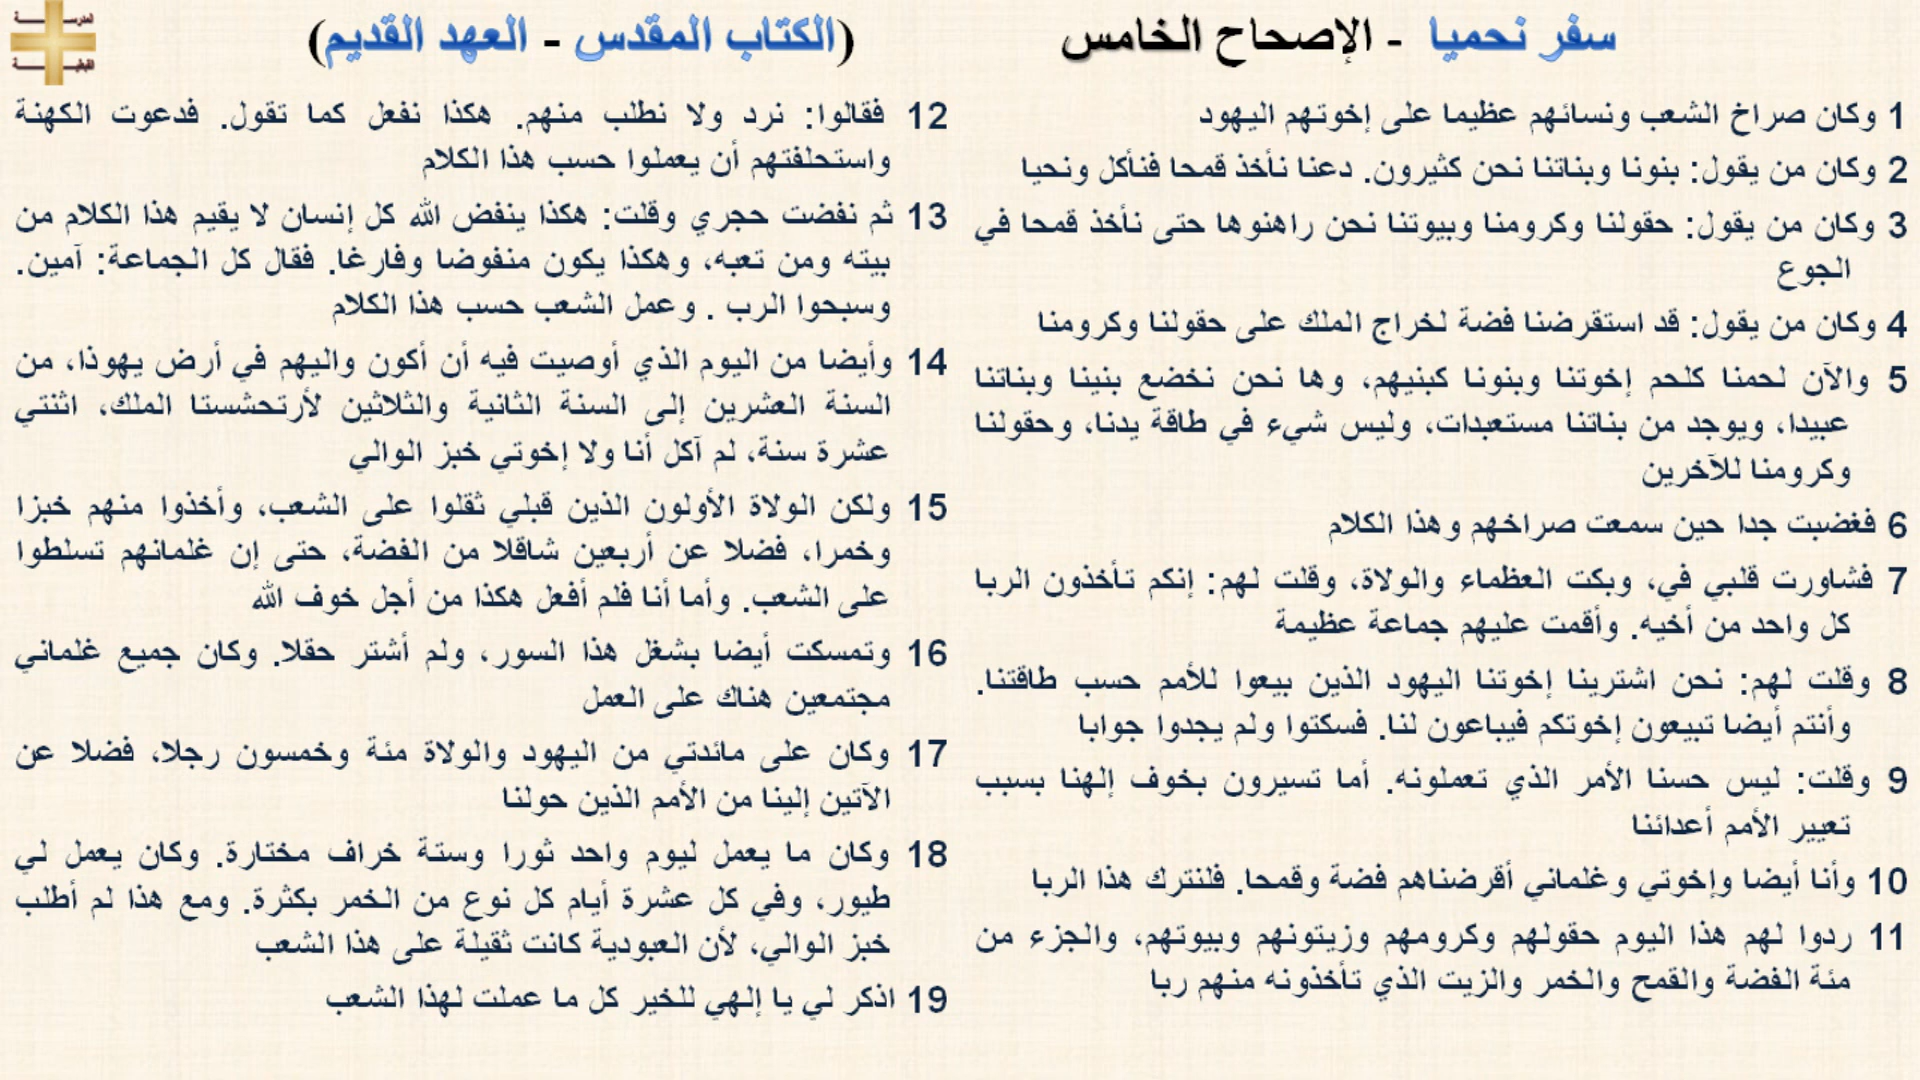 سفر نحميا - الإصحاح الخامس (الكتاب المقدس - العهد القديم)
1 وكان صراخ الشعب ونسائهم عظيما على إخوتهم اليهود
2 وكان من يقول: بنونا وبناتنا نحن كثيرون. دعنا نأخذ قمحا فنأكل ونحيا
3 وكان من يقول: حقولنا وكرومنا وبيوتنا نحن راهنوها حتى نأخذ قمحا في
الجوع
4 وكان من يقول: قد استقرضنا فضة لخراج الملك على حقولنا وكرومنا
5 والآن لحمنا كلحم إخوتنا وبنونا كبنيهم، وها نحن نخضع بنينا وبناتنا
عبيدا، ويوجد من بناتنا مستعبدات، وليس شيء في طاقة يدنا، وحقولنا
وكرومنا للآخرين
6 فغضبت جدا حين سمعت صراخهم وهذا الكلام
7 فشاورت قلبي في، وبكت العظماء والولاة، وقلت لهم: إنكم تأخذون الربا
كل واحد من أخيه. وأقمت عليهم جماعة عظيمة
8 وقلت لهم: نحن اشترينا إخوتنا اليهود الذين بيعوا للأمم حسب طاقتنا.
وأنتم أيضا تبيعون إخوتكم فيباعون لنا. فسكتوا ولم يجدوا جوابا
9 وقلت: ليس حسنا الأمر الذي تعملونه. أما تسيرون بخوف إلهنا بسبب
تعيير الأمم أعدائنا
10 وأنا أيضا وإخوتي وغلماني أقرضناهم فضة وقمحا. فلنترك هذا الربا
11 ردوا لهم هذا اليوم حقولهم وكرومهم وزيتونهم وبيوتهم، والجزء من
مئة الفضة والقمح والخمر والزيت الذي تأخذونه منهم ربا
12 فقالوا: نرد ولا نطلب منهم. هكذا نفعل كما تقول. فدعوت الكهنة
واستحلفتهم أن يعملوا حسب هذا الكلام
13 ثم نفضت حجري وقلت: هكذا ينفض الله كل إنسان لا يقيم هذا الكلام من
بيته ومن تعبه، وهكذا يكون منفوضا وفارغا. فقال كل الجماعة: آمين.
وسبحوا الرب . وعمل الشعب حسب هذا الكلام
14 وأيضا من اليوم الذي أوصيت فيه أن أكون واليهم في أرض يهوذا، من
السنة العشرين إلى السنة الثانية والثلاثين لأرتحشستا الملك، اثنتي
عشرة سنة، لم آكل أنا ولا إخوتي خبز الوالي
15 ولكن الولاة الأولون الذين قبلي ثقلوا على الشعب، وأخذوا منهم خبزا
وخمرا، فضلا عن أربعين شاقلا من الفضة، حتى إن غلمانهم تسلطوا
على الشعب. وأما أنا فلم أفعل هكذا من أجل خوف الله
16 وتمسكت أيضا بشغل هذا السور، ولم أشتر حقلا. وكان جميع غلماني
مجتمعين هناك على العمل
17 وكان على مائدتي من اليهود والولاة مئة وخمسون رجلا، فضلا عن
الآتين إلينا من الأمم الذين حولنا
18 وكان ما يعمل ليوم واحد ثورا وستة خراف مختارة. وكان يعمل لي
طيور، وفي كل عشرة أيام كل نوع من الخمر بكثرة. ومع هذا لم أطلب
خبز الوالي، لأن العبودية كانت ثقيلة على هذا الشعب
19 اذكر لي يا إلهي للخير كل ما عملت لهذا الشعب